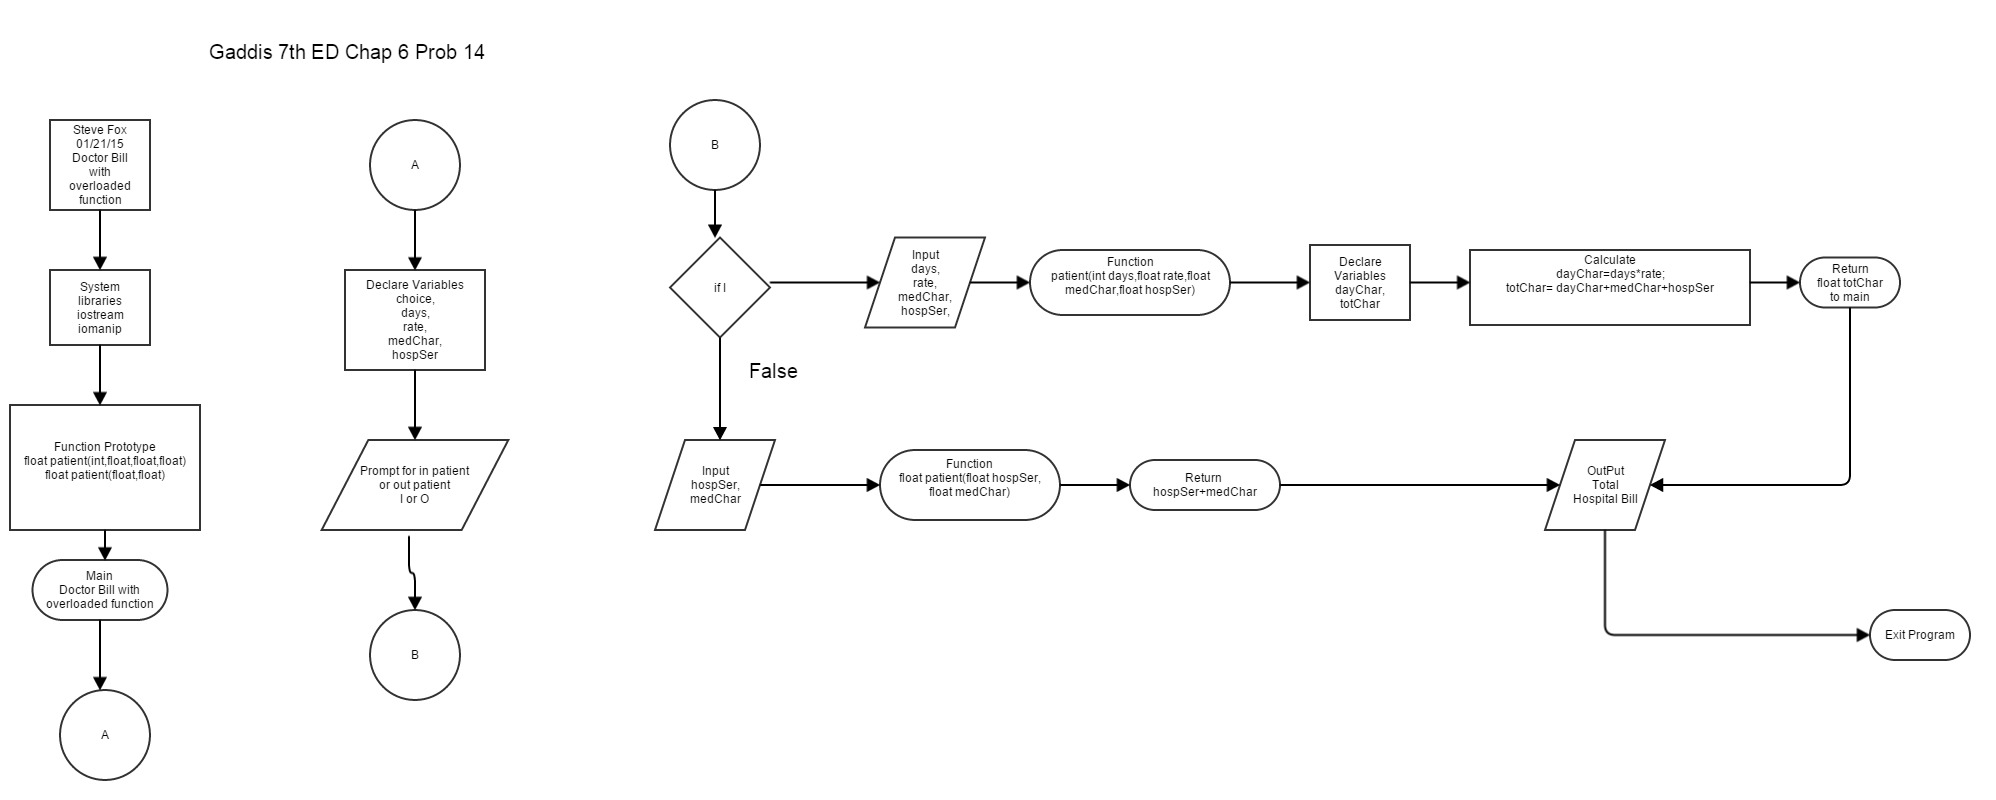 Gaddis 7th ED Chap 6 Prob 14
Steve Fox
01/21/15
Doctor Bill
with
overloaded
function
System
libraries
iostream
iomanip
Function Prototype
float patient(int,float,float,float)
float patient(float,float)
Main
Doctor Bill with
overloaded function
A
A
Declare Variables
choice,
days,
rate,
medChar,
hospSer
Prompt for in patient
or out patient
I or O
B
B
if I
Input
days,
rate,
medChar,
hospSer,
Function
patient(int days,float rate,float
medChar,float hospSer)
Declare
Variables
dayChar,
totChar
Calculate
dayChar=days*rate;
totChar= dayChar+medChar+hospSer
Return
float totChar
to main
False
Input
hospSer,
medChar
Function
float patient(float hospSer,
float medChar)
Return
hospSer+medChar
OutPut
Total
Hospital Bill
Exit Program